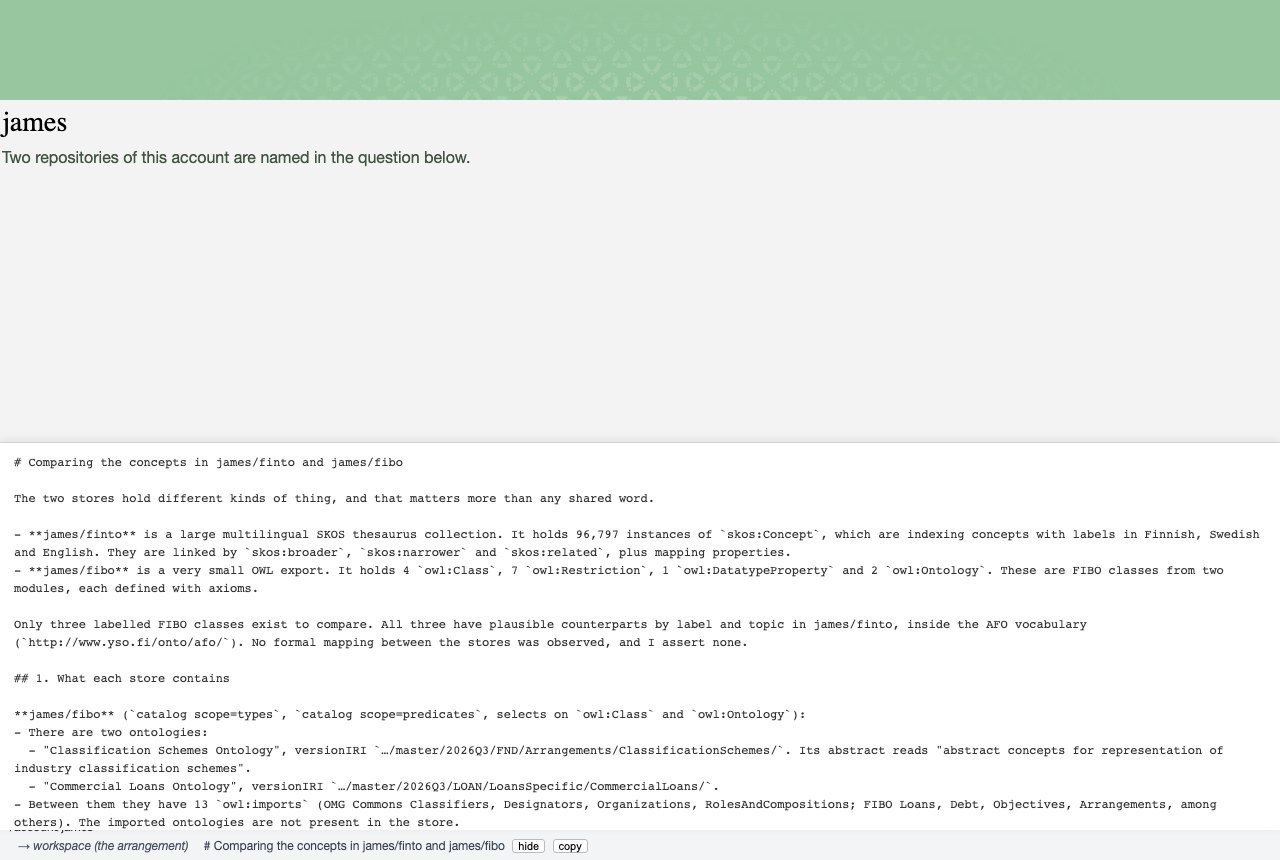 james
Two repositories of this account are named in the question below.
# Comparing the concepts in james/finto and james/fibo
The two stores hold different kinds of thing, and that matters more than any shared word.
- **james/finto** is a large multilingual SKOS thesaurus collection. It holds 96,797 instances of `skos:Concept`, which are indexing concepts with labels in Finnish, Swedish
and English. They are linked by `skos:broader`, `skos:narrower` and `skos:related`, plus mapping properties.
- **james/fibo** is a very small OWL export. It holds 4 `owl:Class`, 7 `owl:Restriction`, 1 `owl:DatatypeProperty` and 2 `owl:Ontology`. These are FIBO classes from two
modules, each defined with axioms.
Only three labelled FIBO classes exist to compare. All three have plausible counterparts by label and topic in james/finto, inside the AFO vocabulary
(`http://www.yso.fi/onto/afo/`). No formal mapping between the stores was observed, and I assert none.
## 1. What each store contains
**james/fibo** (`catalog scope=types`, `catalog scope=predicates`, selects on `owl:Class` and `owl:Ontology`):
- There are two ontologies:
- "Classification Schemes Ontology", versionIRI `…/master/2026Q3/FND/Arrangements/ClassificationSchemes/`. Its abstract reads "abstract concepts for representation of
industry classification schemes".
- "Commercial Loans Ontology", versionIRI `…/master/2026Q3/LOAN/LoansSpecific/CommercialLoans/`.
- Between them they have 13 `owl:imports` (OMG Commons Classifiers, Designators, Organizations, RolesAndCompositions; FIBO Loans, Debt, Objectives, Arrangements, among
others). The imported ontologies are not present in the store.
→ workspace (the arrangement) # Comparing the concepts in james/finto and james/fibo hide copy